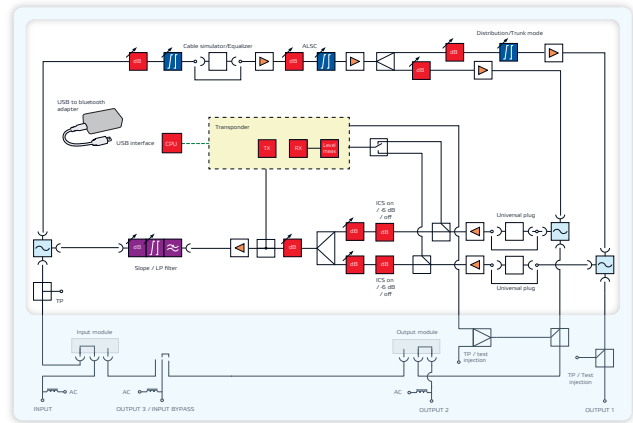 Distribution/Trunk mode
Cable simulator/Equalizer
ALSC
dB
dB
dB
dB
USB to bluetooth
adapter
USB interface
CPU
Transponder
TX
RX
Level
meas
ICS on
/ -6 dB
/ off
Universal plug
dB
dB
dB
dB
Slope / LP filter
dB
dB
dB
Universal plug
ICS on
/ -6 dB
/ off
TP
Input module
Output module
TP / test
injection
TP / Test
injection
AC
AC
AC
INPUT
OUTPUT 3 / INPUT BYPASS
OUTPUT 2
OUTPUT 1